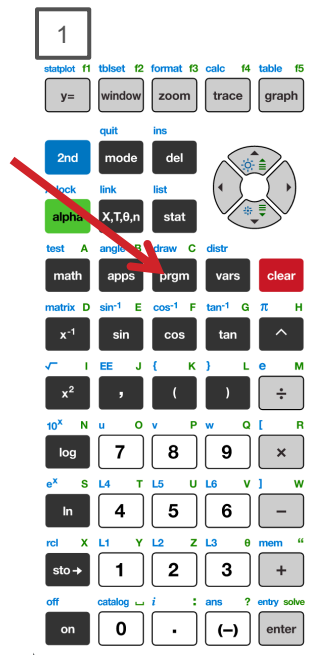 1
statplot f1 tblset f2 format f3 calc f4 table f5
y= window zoom trace graph
quit ins
2nd mode del
lock link list
alpha X,T,θ,n stat
test A angle B draw C distr
math apps prgm vars clear
matrix D sin⁻¹ E cos⁻¹ F tan⁻¹ G π H
x⁻¹ sin cos tan ^
√‾ I EE J { K } L e M
x² , ( ) ÷
10ˣ N u O v P w Q [ R
log 7 8 9 ×
eˣ S L4 T L5 U L6 V ] W
ln 4 5 6 −
rcl X L1 Y L2 Z L3 θ mem “
sto→ 1 2 3 +
off catalog ⎵ i : ans ? entry solve
on 0 . (–) enter